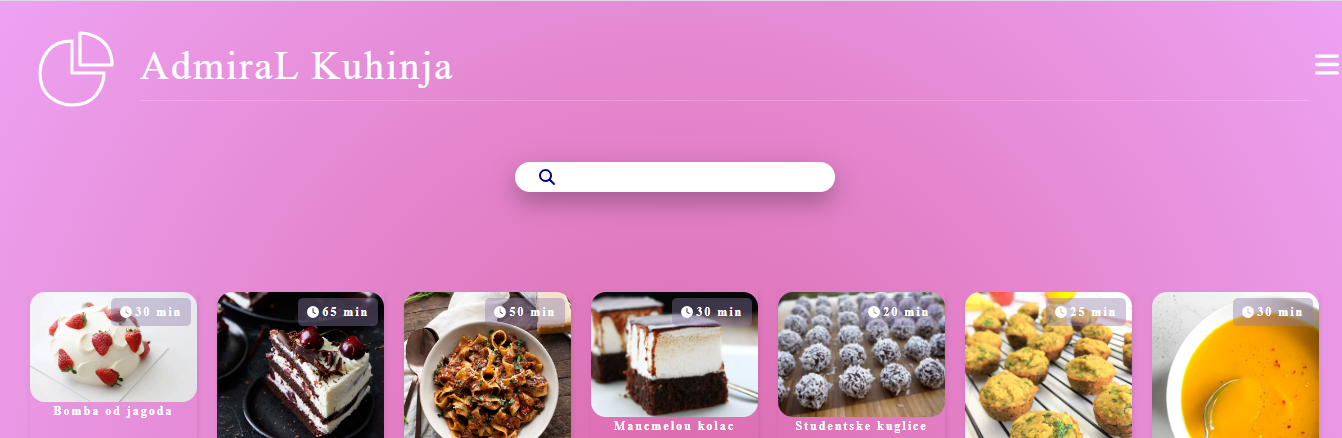 AdmiraL Kuhinja
30 min
65 min
50 min
30 min
20 min
25 min
30 min
Bomba od jagoda
Mancmelou kolac
Studentske kuglice